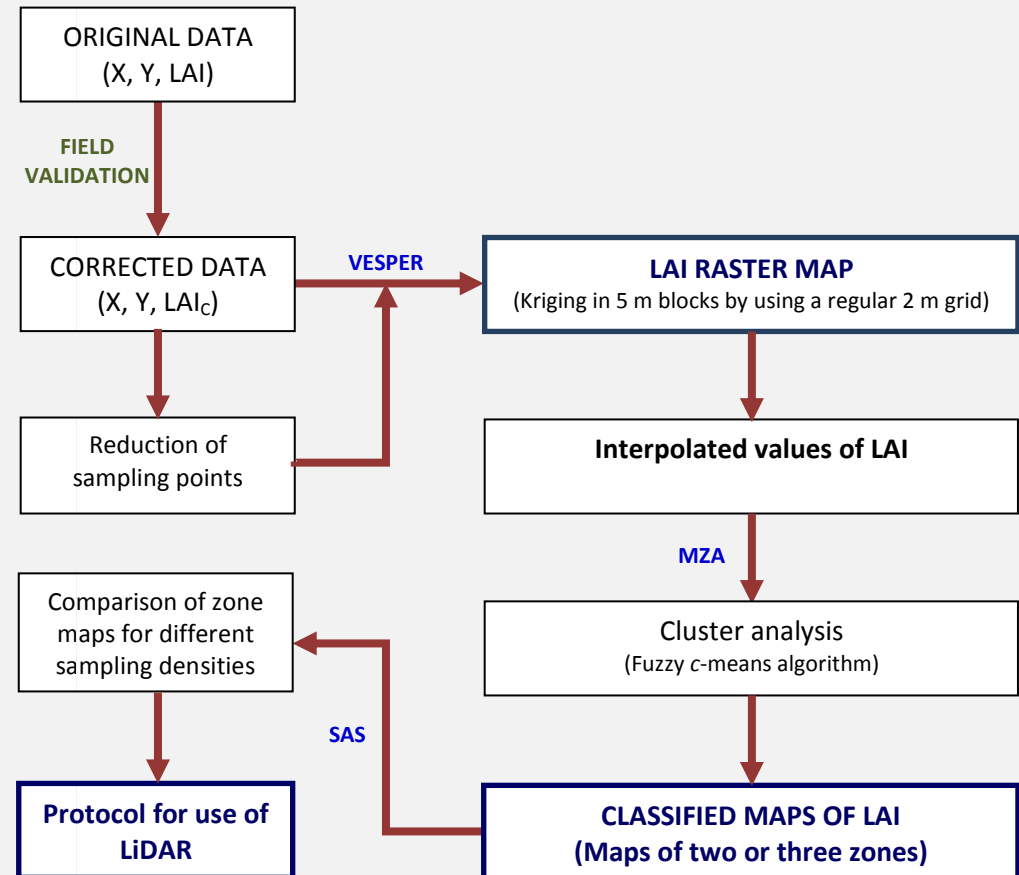 ORIGINAL DATA
(X, Y, LAI)
FIELD
VALIDATION
CORRECTED DATA
(X, Y, LAIC)
VESPER
LAI RASTER MAP
(Kriging in 5 m blocks by using a regular 2 m grid)
Reduction of
sampling points
Interpolated values of LAI
MZA
Cluster analysis
(Fuzzy c-means algorithm)
Comparison of zone
maps for different
sampling densities
SAS
CLASSIFIED MAPS OF LAI
(Maps of two or three zones)
Protocol for use of
LiDAR